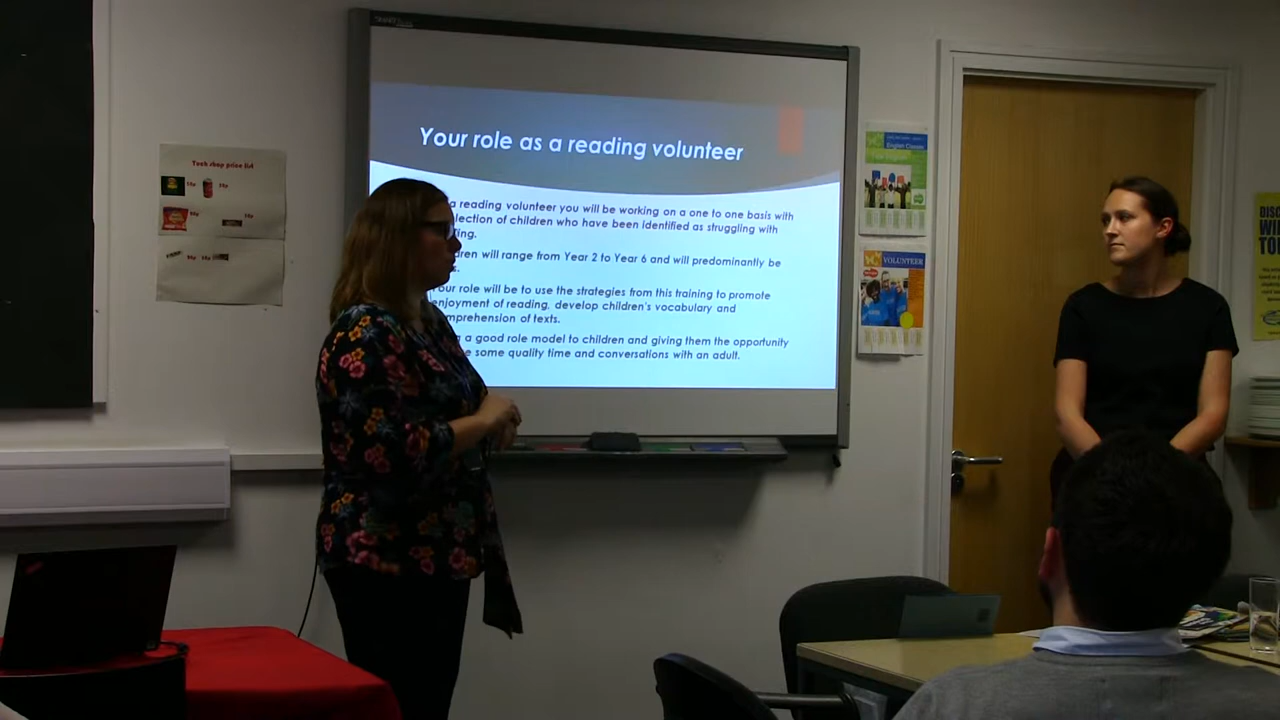 Tuck shop price list
Your role as a reading volunteer
a reading volunteer you will be working on a one to one basis with
lection of children who have been identified as struggling with
ding.
dren will range from Year 2 to Year 6 and will predominantly be
s.
our role will be to use the strategies from this training to promote
enjoyment of reading, develop children's vocabulary and
mprehension of texts.
g a good role model to children and giving them the opportunity
e some quality time and conversations with an adult.
English Classes
VOLUNTEER